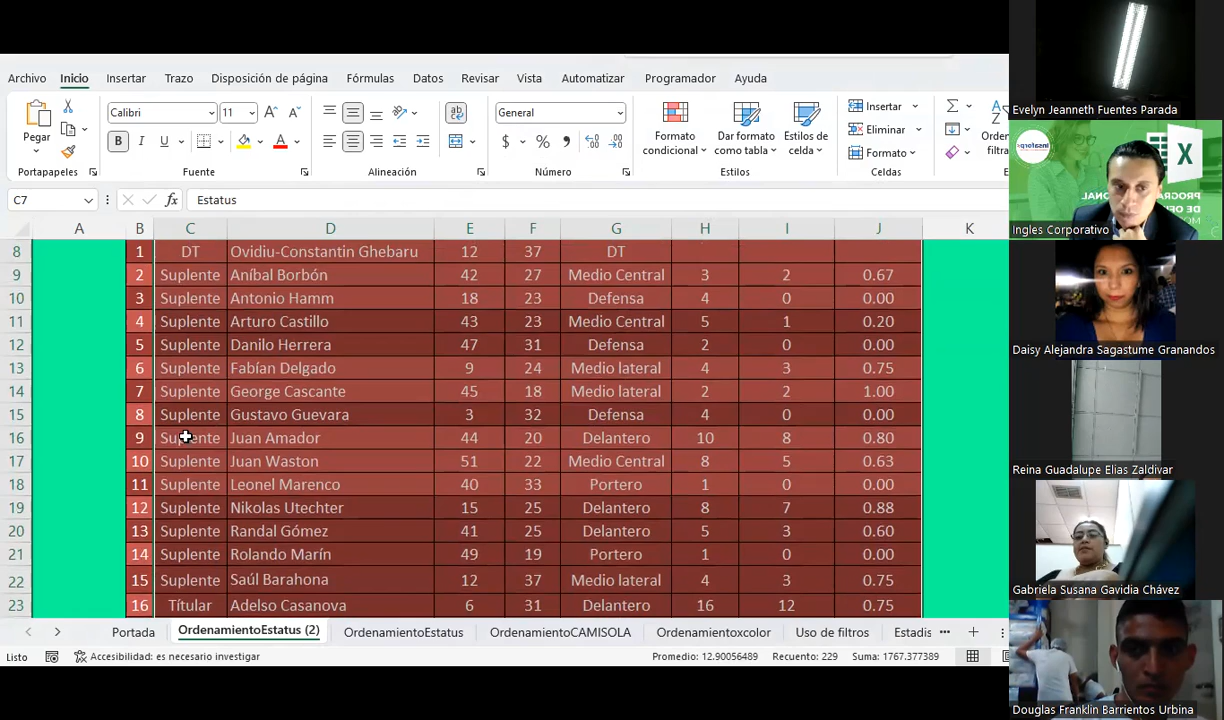 Archivo Inicio Insertar Trazo Disposición de página Fórmulas Datos Revisar Vista Automatizar Programador Ayuda
Calibri 11 General Insertar
Pegar Formato condicional Dar formato como tabla Estilos de celda Eliminar
Formato
Portapapeles Fuente Alineación Número Estilos Celdas
C7 Estatus
A B C D E F G H I J K
8 1 DT Ovidiu-Constantin Ghebaru 12 37 DT
9 2 Suplente Aníbal Borbón 42 27 Medio Central 3 2 0.67
10 3 Suplente Antonio Hamm 18 23 Defensa 4 0 0.00
11 4 Suplente Arturo Castillo 43 23 Medio Central 5 1 0.20
12 5 Suplente Danilo Herrera 47 31 Defensa 2 0 0.00
13 6 Suplente Fabían Delgado 9 24 Medio lateral 4 3 0.75
14 7 Suplente George Cascante 45 18 Medio lateral 2 2 1.00
15 8 Suplente Gustavo Guevara 3 32 Defensa 4 0 0.00
16 9 Suplente Juan Amador 44 20 Delantero 10 8 0.80
17 10 Suplente Juan Waston 51 22 Medio Central 8 5 0.63
18 11 Suplente Leonel Marenco 40 33 Portero 1 0 0.00
19 12 Suplente Nikolas Utechter 15 25 Delantero 8 7 0.88
20 13 Suplente Randal Gómez 41 25 Delantero 5 3 0.60
21 14 Suplente Rolando Marín 49 19 Portero 1 0 0.00
22 15 Suplente Saúl Barahona 12 37 Medio lateral 4 3 0.75
23 16 Títular Adelso Casanova 6 31 Delantero 16 12 0.75
Portada OrdenamientoEstatus (2) OrdenamientoEstatus OrdenamientoCAMISOLA Ordenamientoxcolor Uso de filtros Estadis
Listo Accesibilidad: es necesario investigar Promedio: 12.90056489 Recuento: 229 Suma: 1767.377389
Evelyn Jeanneth Fuentes Parada
Ingles Corporativo
Daisy Alejandra Sagastume Granandos
Reina Guadalupe Elias Zaldivar
Gabriela Susana Gavidia Chávez
Douglas Franklin Barrientos Urbina